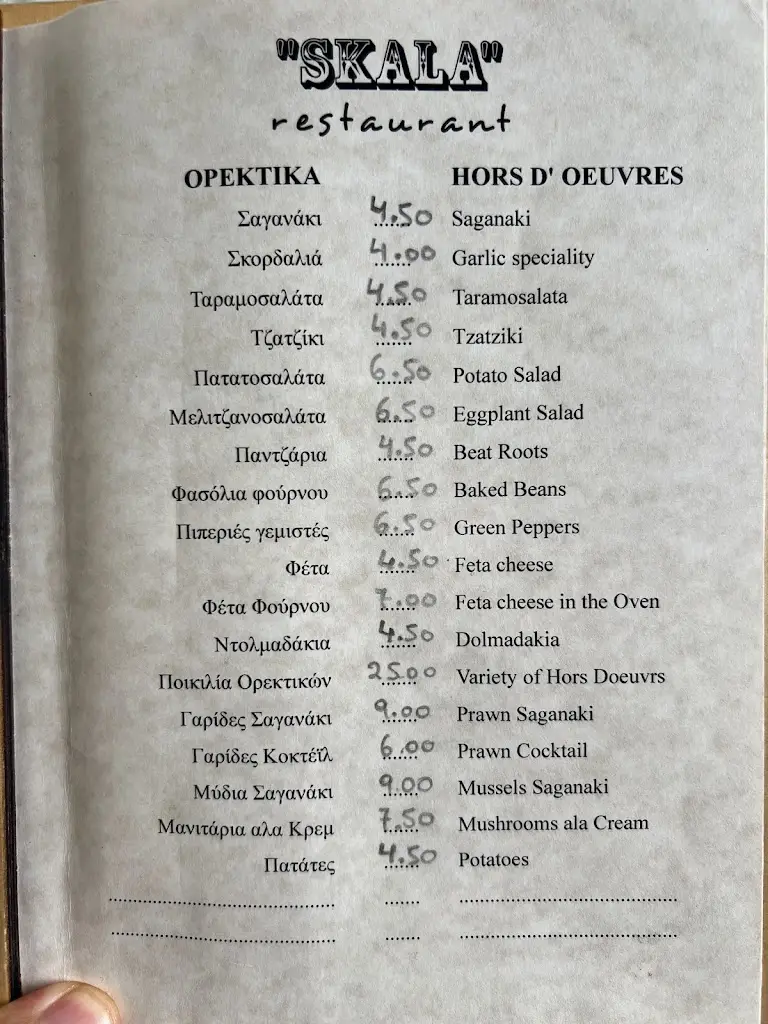 "SKALA"
restaurant
ΟΡΕΚΤΙΚΑ HORS D' OEUVRES
Σαγανάκι 4.50 Saganaki
Σκορδαλιά 4.00 Garlic speciality
Ταραμοσαλάτα 4.50 Taramosalata
Τζατζίκι 4.50 Tzatziki
Πατατοσαλάτα 6.50 Potato Salad
Μελιτζανοσαλάτα 6.50 Eggplant Salad
Παντζάρια 4.50 Beat Roots
Φασόλια φούρνου 6.50 Baked Beans
Πιπεριές γεμιστές 6.50 Green Peppers
Φέτα 4.50 Feta cheese
Φέτα Φούρνου 7.00 Feta cheese in the Oven
Ντολμαδάκια 4.50 Dolmadakia
Ποικιλία Ορεκτικών 25.00 Variety of Hors Doeuvrs
Γαρίδες Σαγανάκι 9.00 Prawn Saganaki
Γαρίδες Κοκτέϊλ 6.00 Prawn Cocktail
Μύδια Σαγανάκι 9.00 Mussels Saganaki
Μανιτάρια αλα Κρεμ 7.50 Mushrooms ala Cream
Πατάτες 4.50 Potatoes